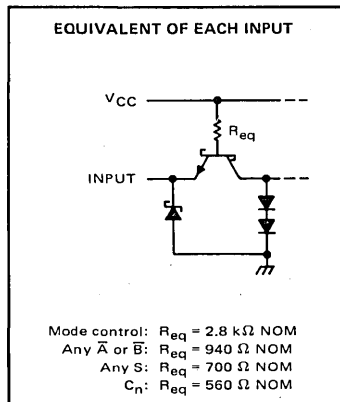 EQUIVALENT OF EACH INPUT
VCC
Req
INPUT
Mode control: Req = 2.8 kΩ NOM
Any A̅ or B̅: Req = 940 Ω NOM
Any S: Req = 700 Ω NOM
Cn: Req = 560 Ω NOM